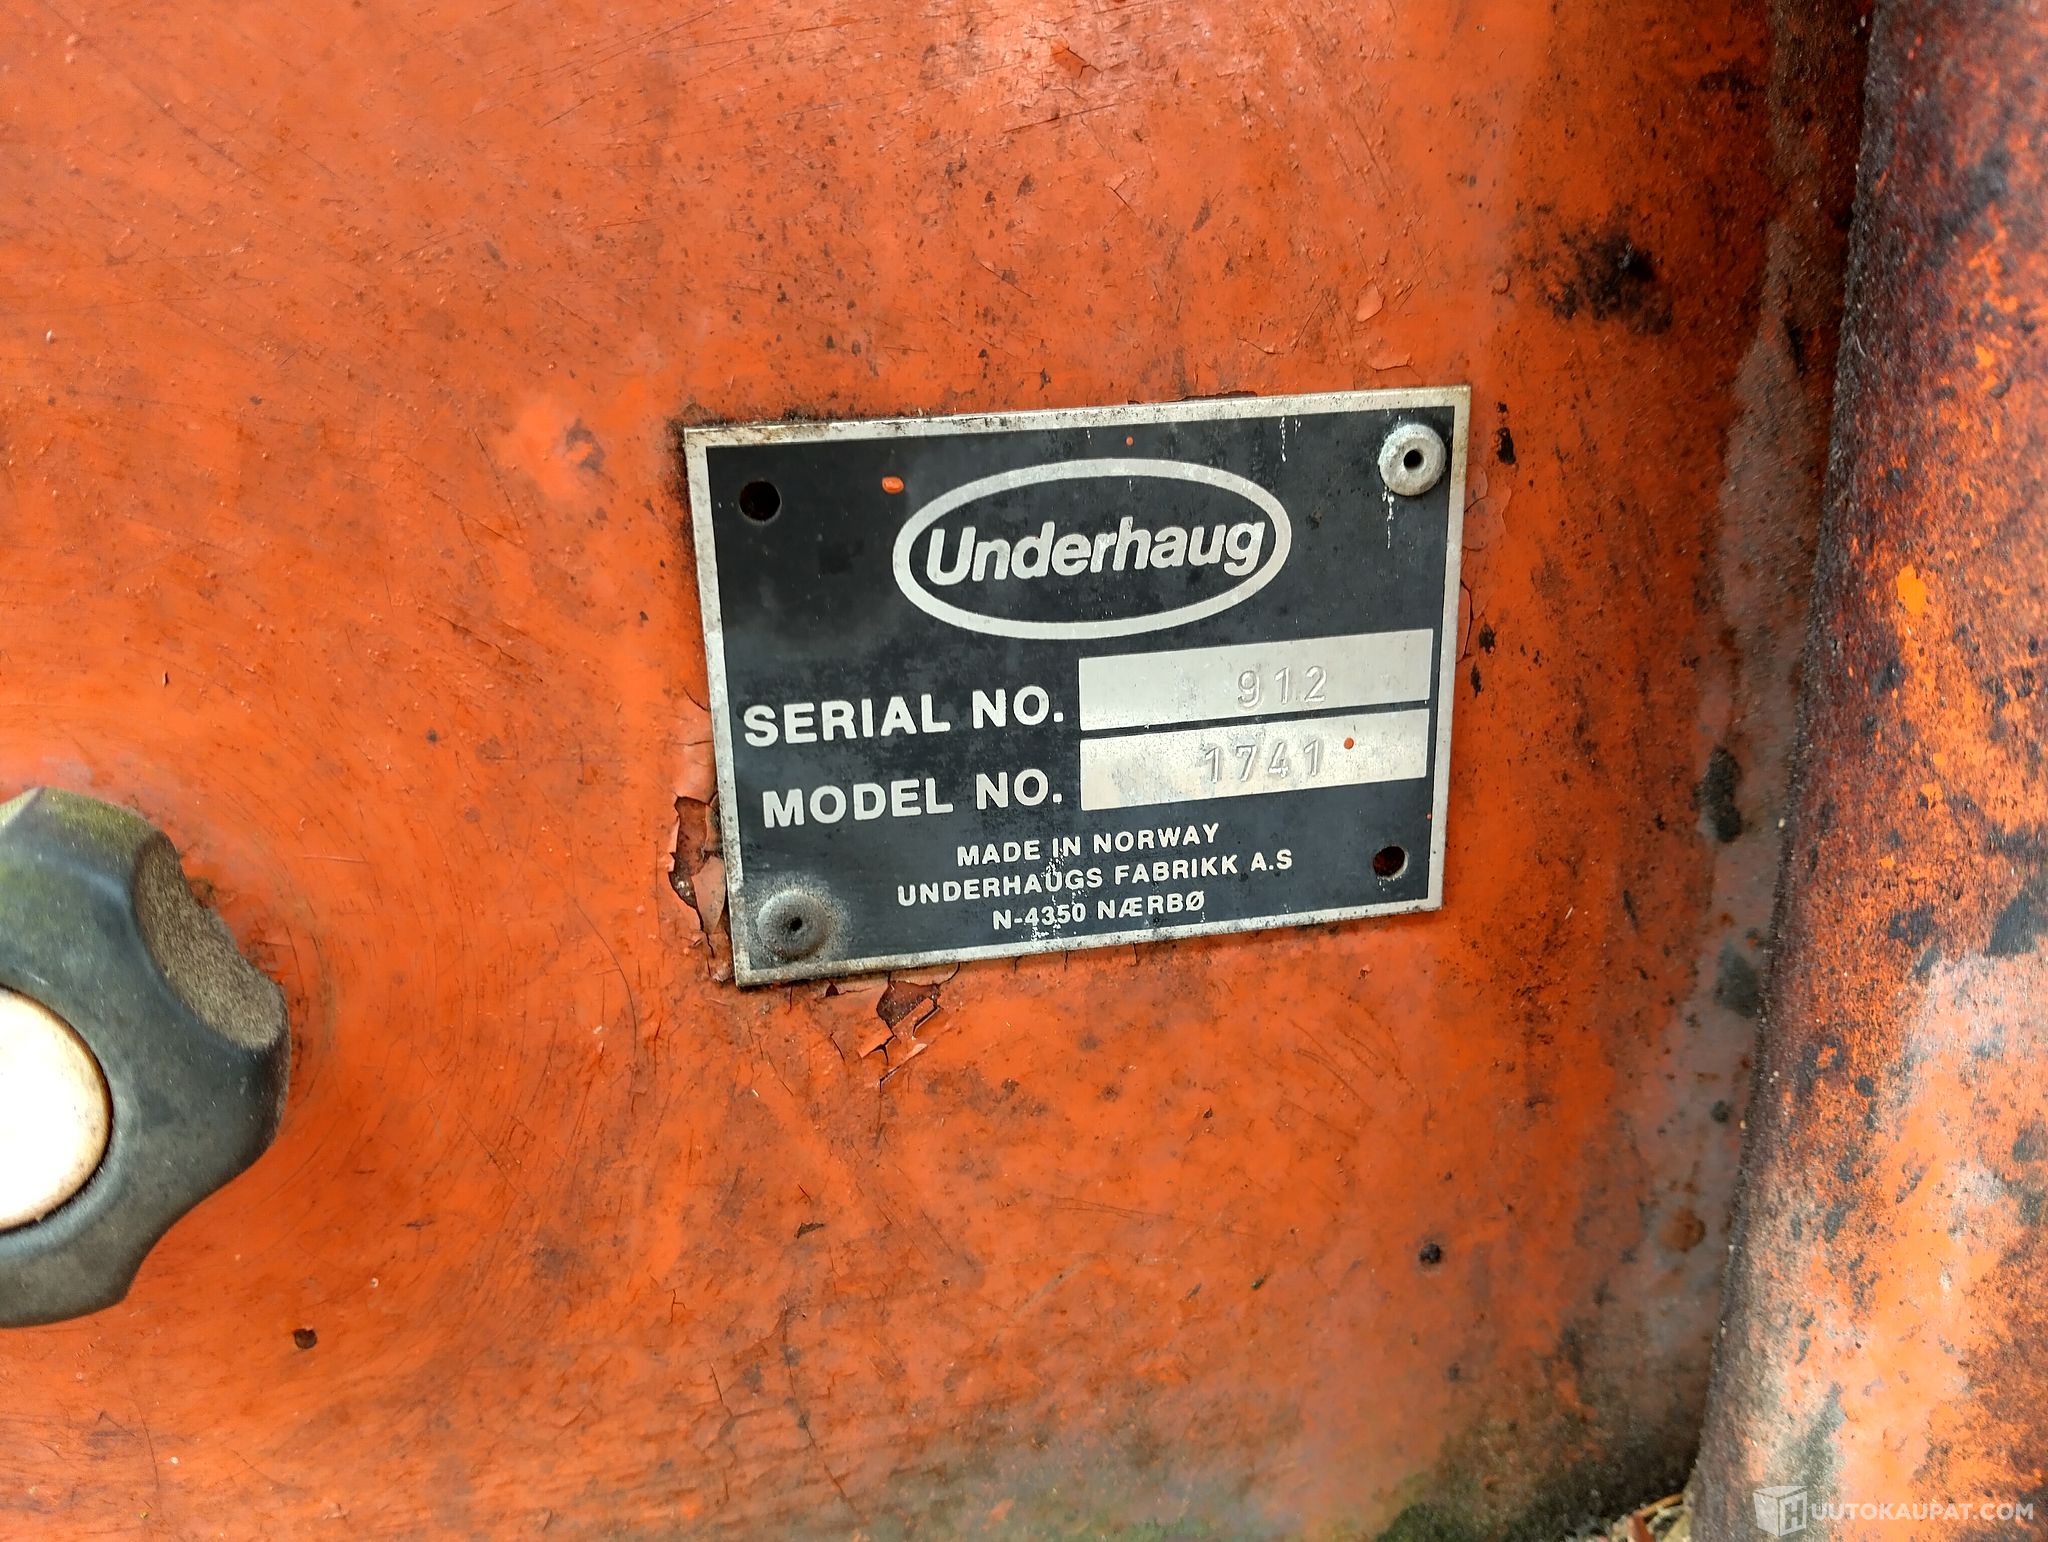 Underhaug
SERIAL NO. 912
MODEL NO. 1741
MADE IN NORWAY
UNDERHAUGS FABRIKK A.S
N-4350 NÆRBØ
HUUTOKAUPAT.COM